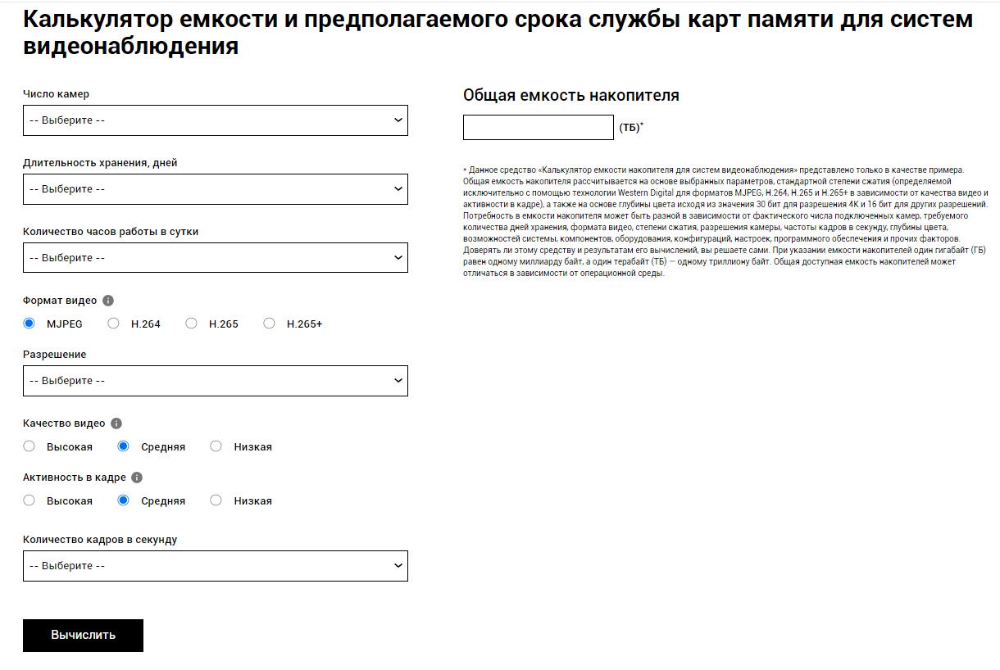 Калькулятор емкости и предполагаемого срока службы карт памяти для систем
видеонаблюдения
Число камер
-- Выберите --
Длительность хранения, дней
-- Выберите --
Количество часов работы в сутки
-- Выберите --
Формат видео
MJPEG H.264 H.265 H.265+
Разрешение
-- Выберите --
Качество видео
Высокая Средняя Низкая
Активность в кадре
Высокая Средняя Низкая
Количество кадров в секунду
-- Выберите --
Вычислить
Общая емкость накопителя
(ТБ)*
* Данное средство «Калькулятор емкости накопителя для систем видеонаблюдения» представлено только в качестве примера.
Общая емкость накопителя рассчитывается на основе выбранных параметров, стандартной степени сжатия (определяемой
исключительно с помощью технологии Western Digital для форматов MJPEG, H.264, H.265 и H.265+ в зависимости от качества видео и
активности в кадре), а также на основе глубины цвета исходя из значения 30 бит для разрешения 4K и 16 бит для других разрешений.
Потребность в емкости накопителя может быть разной в зависимости от фактического числа подключенных камер, требуемого
количества дней хранения, формата видео, степени сжатия, разрешения камеры, частоты кадров в секунду, глубины цвета,
возможностей системы, компонентов, оборудования, конфигураций, настроек, программного обеспечения и прочих факторов.
Доверять ли этому средству и результатам его вычислений, вы решаете сами. При указании емкости накопителей один гигабайт (ГБ)
равен одному миллиарду байт, а один терабайт (ТБ) — одному триллиону байт. Общая доступная емкость накопителей может
отличаться в зависимости от операционной среды.